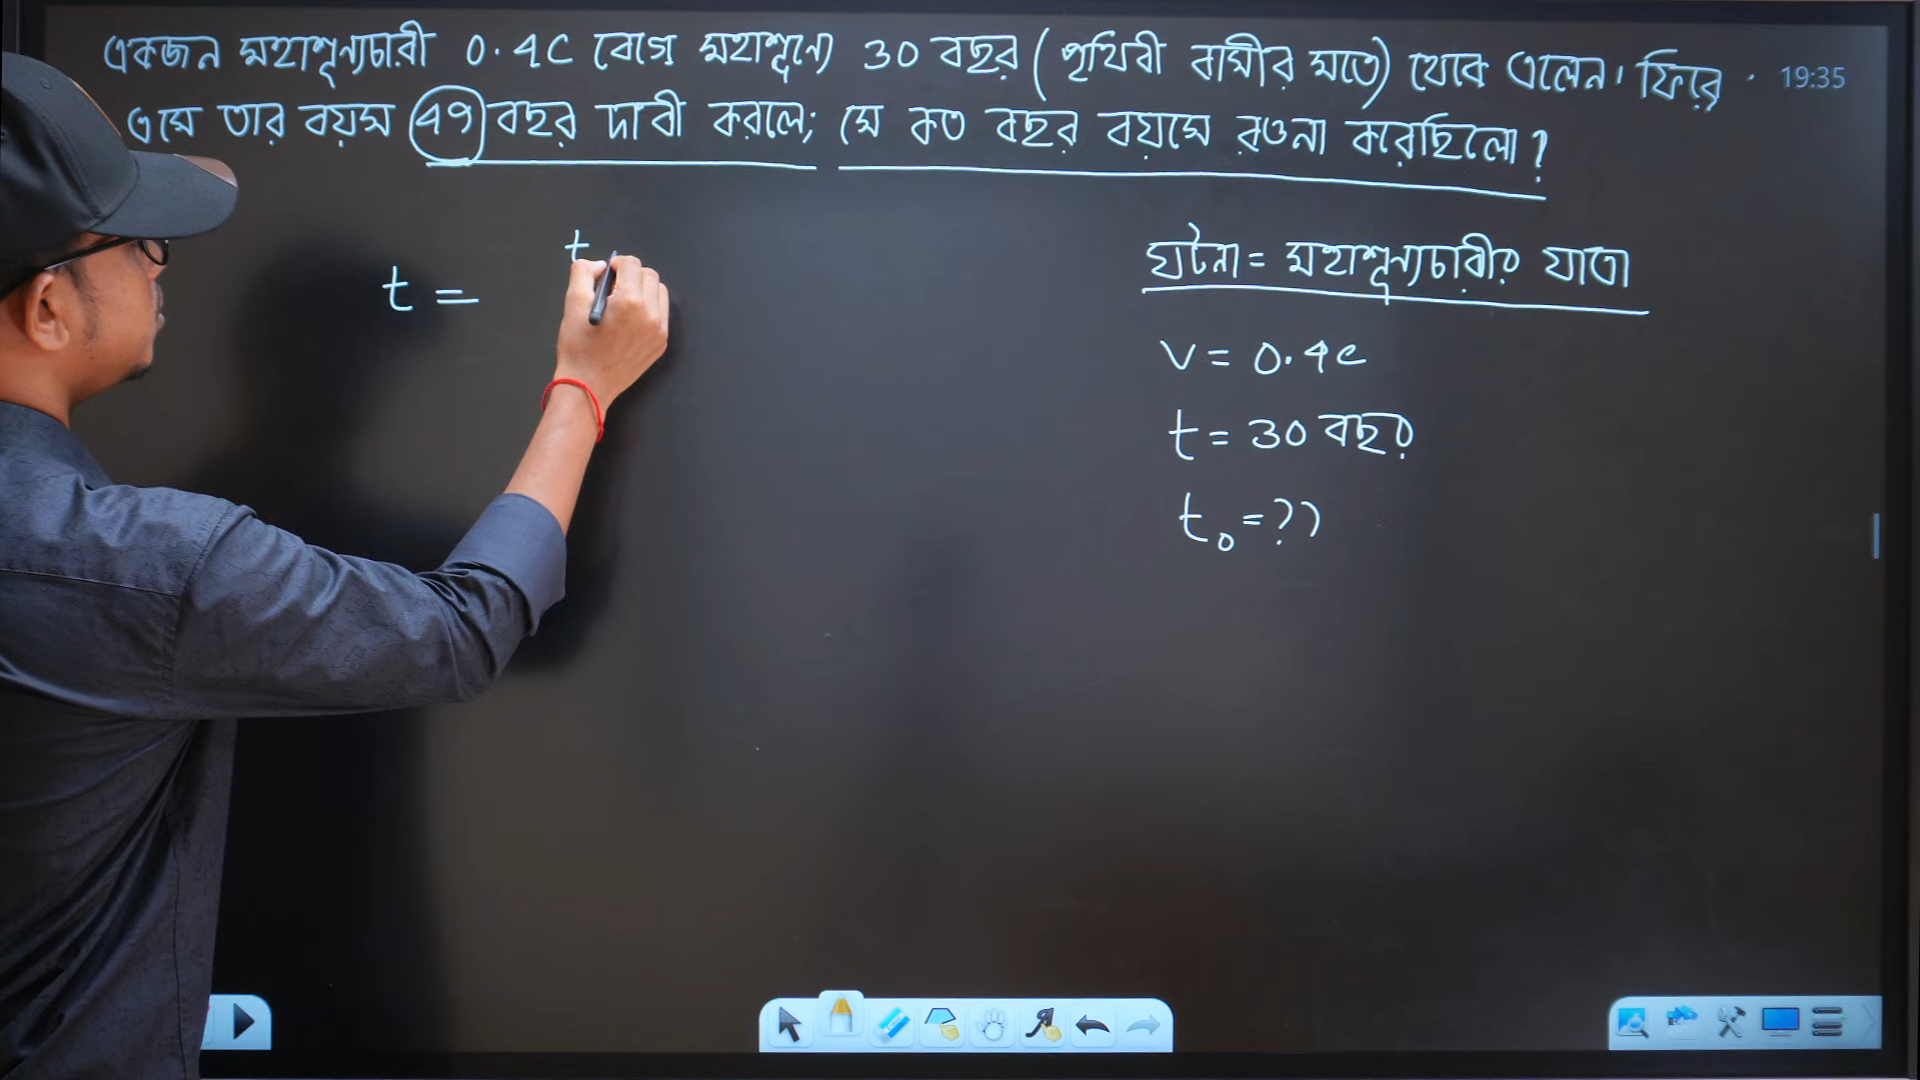 একজন মহাশূন্যচারী 0.4C বেগে মহাশূন্যে 30 বছর (পৃথিবী বাসীর মতে) থেকে এলেন। ফিরে
19:35
এসে তার বয়স 47 বছর দাবী করলে; সে কত বছর বয়সে রওনা করেছিলো?
ঘটনা = মহাশূন্যচারীর যাত্রা
t = t
v = 0.4c
t = 30 বছর
t₀ = ??